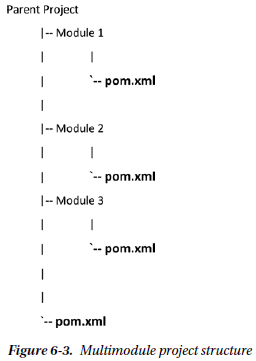 Parent Project
|-- Module 1
| |
| `-- pom.xml
|
|-- Module 2
| |
| `-- pom.xml
|-- Module 3
| |
| `-- pom.xml
|
|
`-- pom.xml
Figure 6-3. Multimodule project structure